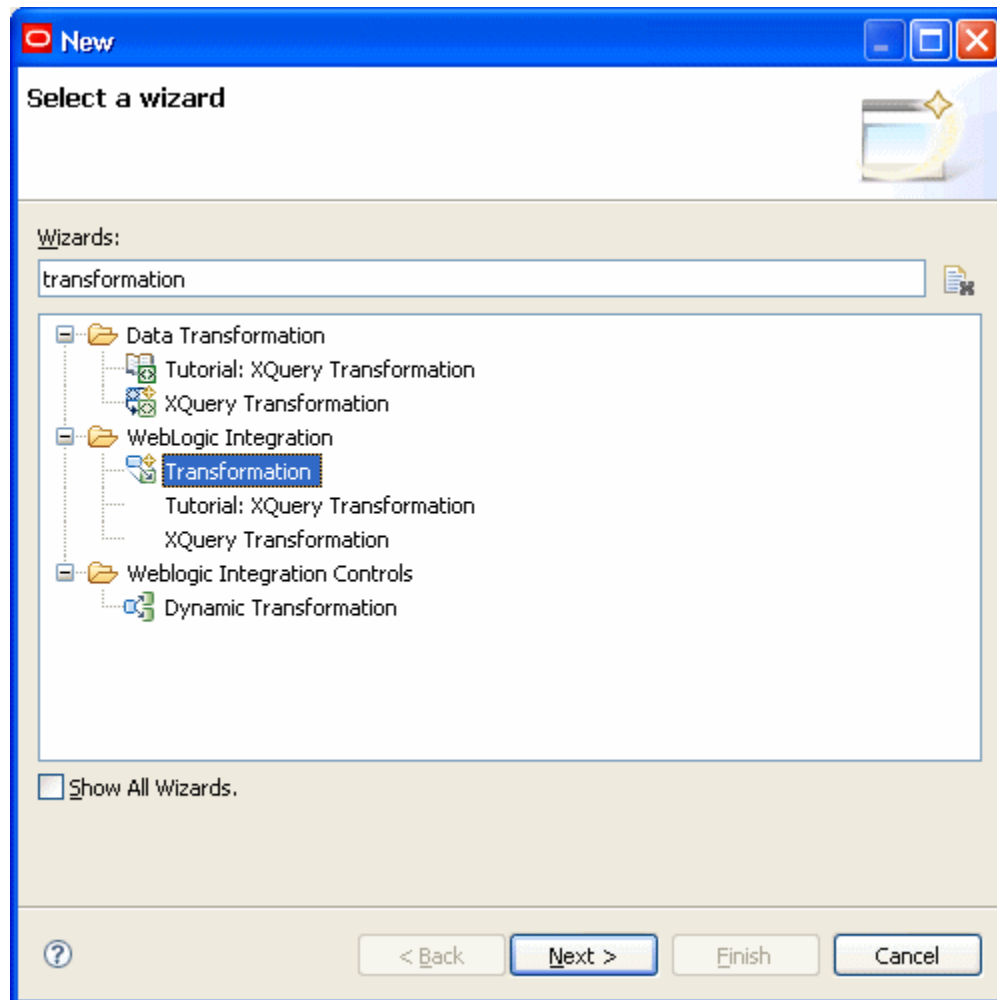 New
Select a wizard
Wizards:
transformation
Data Transformation
Tutorial: XQuery Transformation
XQuery Transformation
WebLogic Integration
Transformation
Tutorial: XQuery Transformation
XQuery Transformation
Weblogic Integration Controls
Dynamic Transformation
Show All Wizards.
? < Back Next > Finish Cancel